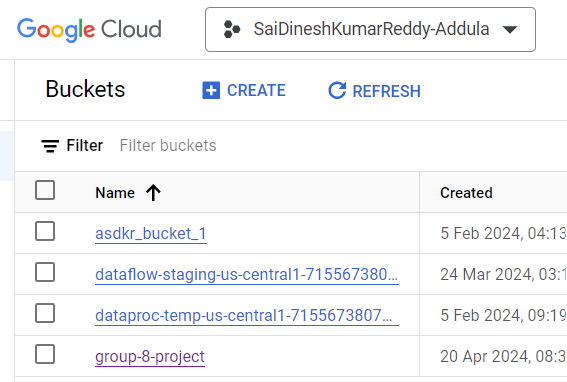 Google Cloud SaiDineshKumarReddy-Addula
Buckets CREATE REFRESH
Filter Filter buckets
Name Created
asdkr_bucket_1 5 Feb 2024, 04:13
dataflow-staging-us-central1-715567380... 24 Mar 2024, 03:1
dataproc-temp-us-central1-7155673807... 5 Feb 2024, 09:19
group-8-project 20 Apr 2024, 08:3